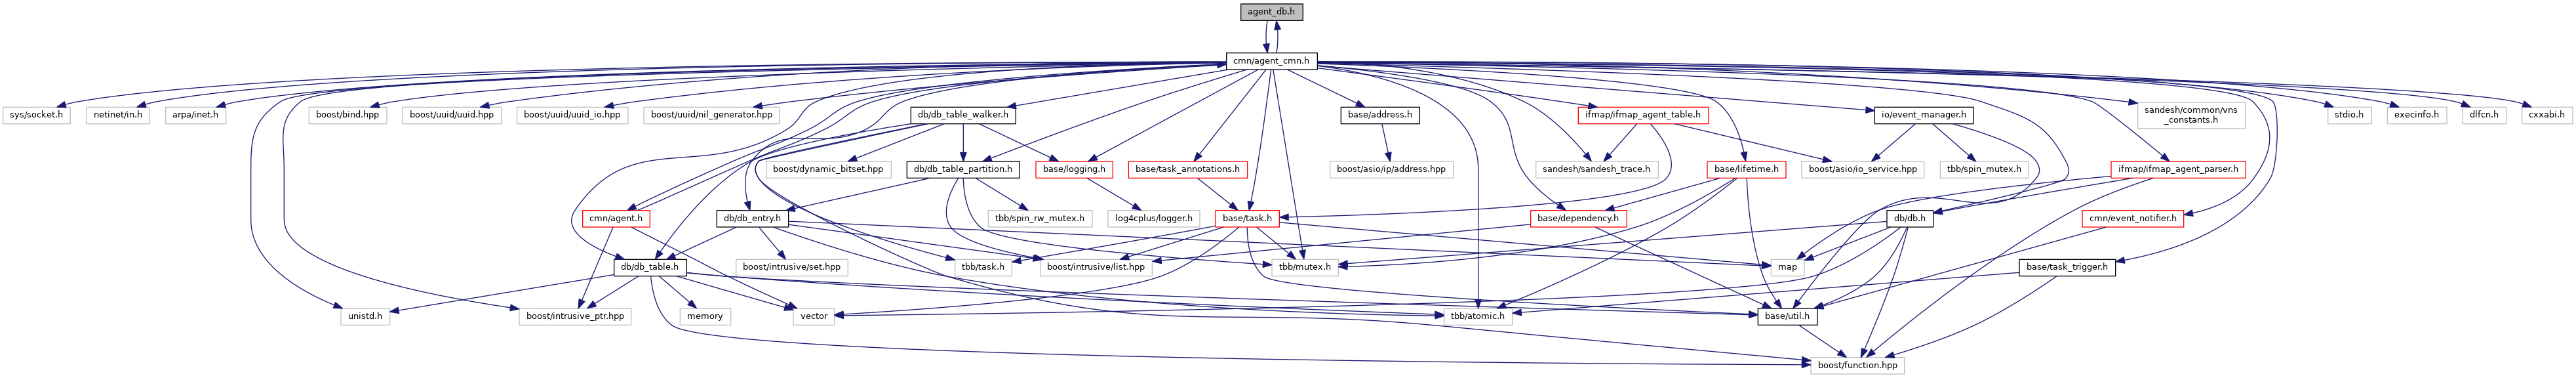 agent_db.h
cmn/agent_cmn.h
sys/socket.h
netinet/in.h
arpa/inet.h
boost/bind.hpp
boost/uuid/uuid.hpp
boost/uuid/uuid_io.hpp
boost/uuid/nil_generator.hpp
db/db_table_walker.h
base/address.h
ifmap/ifmap_agent_table.h
io/event_manager.h
sandesh/common/vns
_constants.h
stdio.h
execinfo.h
dlfcn.h
cxxabi.h
boost/dynamic_bitset.hpp
db/db_table_partition.h
base/logging.h
base/task_annotations.h
boost/asio/ip/address.hpp
sandesh/sandesh_trace.h
base/lifetime.h
boost/asio/io_service.hpp
tbb/spin_mutex.h
ifmap/ifmap_agent_parser.h
cmn/agent.h
db/db_entry.h
tbb/spin_rw_mutex.h
log4cplus/logger.h
base/task.h
base/dependency.h
db/db.h
cmn/event_notifier.h
db/db_table.h
boost/intrusive/set.hpp
tbb/task.h
boost/intrusive/list.hpp
tbb/mutex.h
map
base/task_trigger.h
unistd.h
boost/intrusive_ptr.hpp
memory
vector
tbb/atomic.h
base/util.h
boost/function.hpp